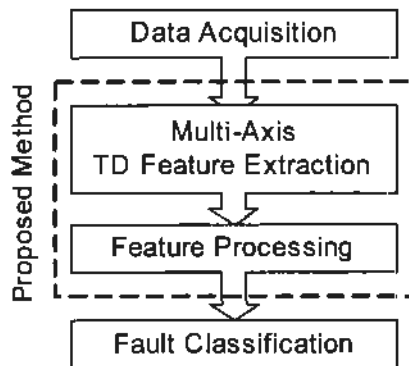 Data Acquisition
Proposed Method
Multi-Axis
TD Feature Extraction
Feature Processing
Fault Classification